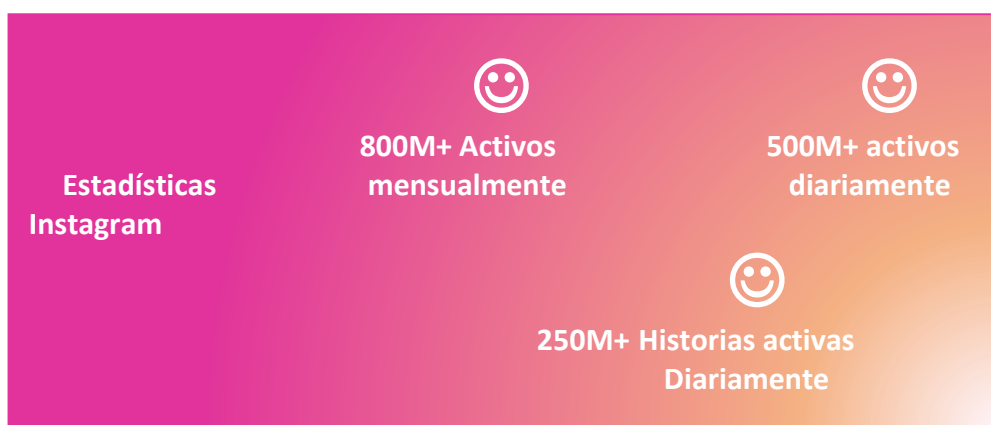 Estadísticas
Instagram
800M+ Activos
mensualmente
500M+ activos
diariamente
250M+ Historias activas
Diariamente